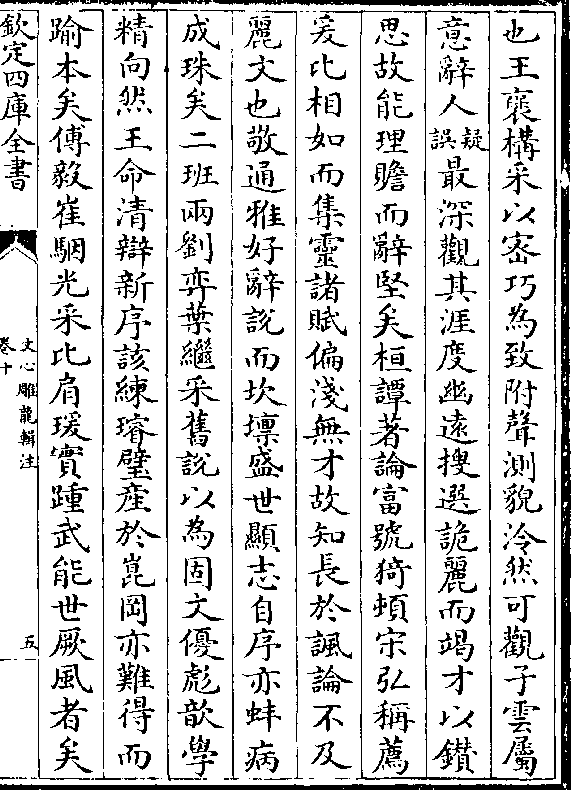 也王襃構采以宻巧為致附聲測貌泠然可觀子雲屬
意辭人疑誤最深觀其涯度幽逺搜選詭麗而竭才以鑚
思故能理贍而辭堅矣桓譚著論富號猗頓宋弘稱薦
爰比相如而集靈諸賦偏淺無才故知長於諷論不及
麗文也敬通雅好辭說而坎壈盛世顯志自序亦蚌病
成珠矣二班兩劉弈葉繼采舊說以為固文優彪歆學
精向然王命清辯新序該練璿璧產於崑岡亦難得而
踰本矣傅毅崔駰光采比肩瑗寔踵武能世厥風者矣
欽定四庫全書
文心雕龍輯注
卷十
五